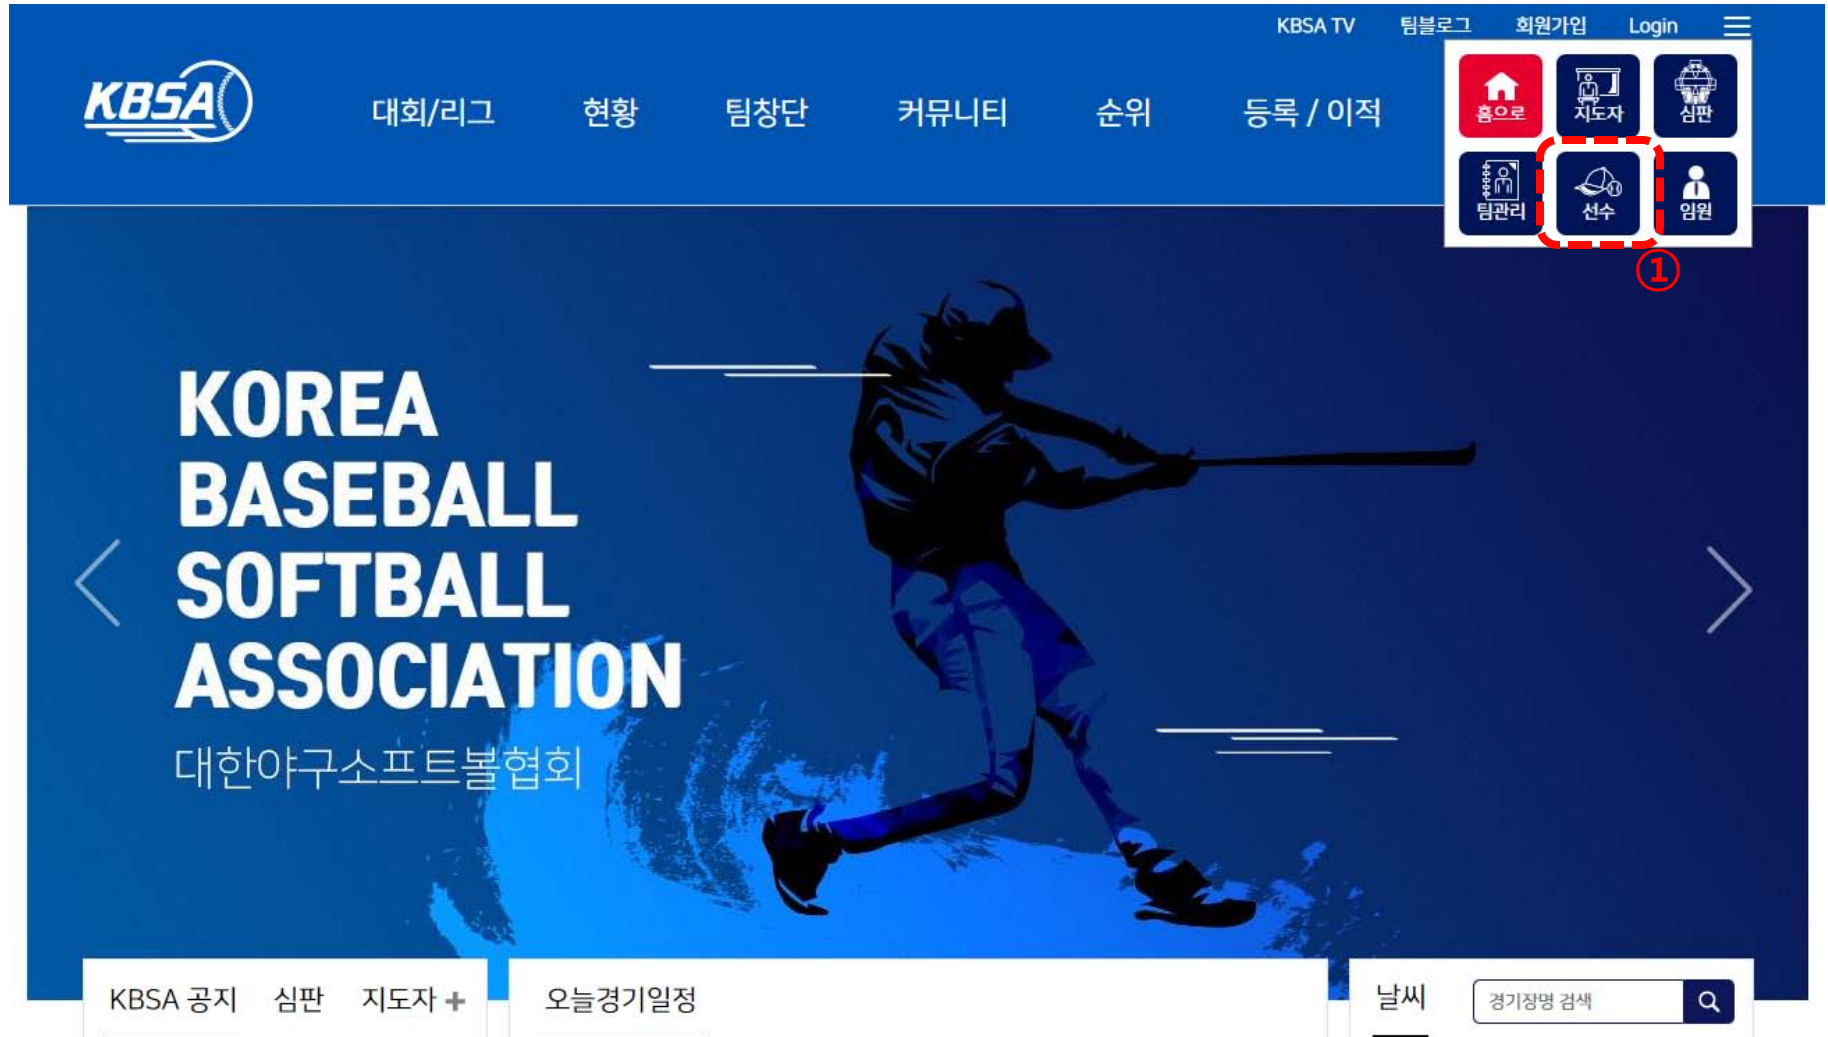 KBSA TV 팀블로그 회원가입 Login
KBSA
대회/리그 현황 팀창단 커뮤니티 순위 등록 / 이적
홈으로 지도자 심판
팀관리 선수 임원
①
KOREA
BASEBALL
SOFTBALL
ASSOCIATION
대한야구소프트볼협회
KBSA 공지 심판 지도자 +
오늘경기일정
날씨 경기장명 검색